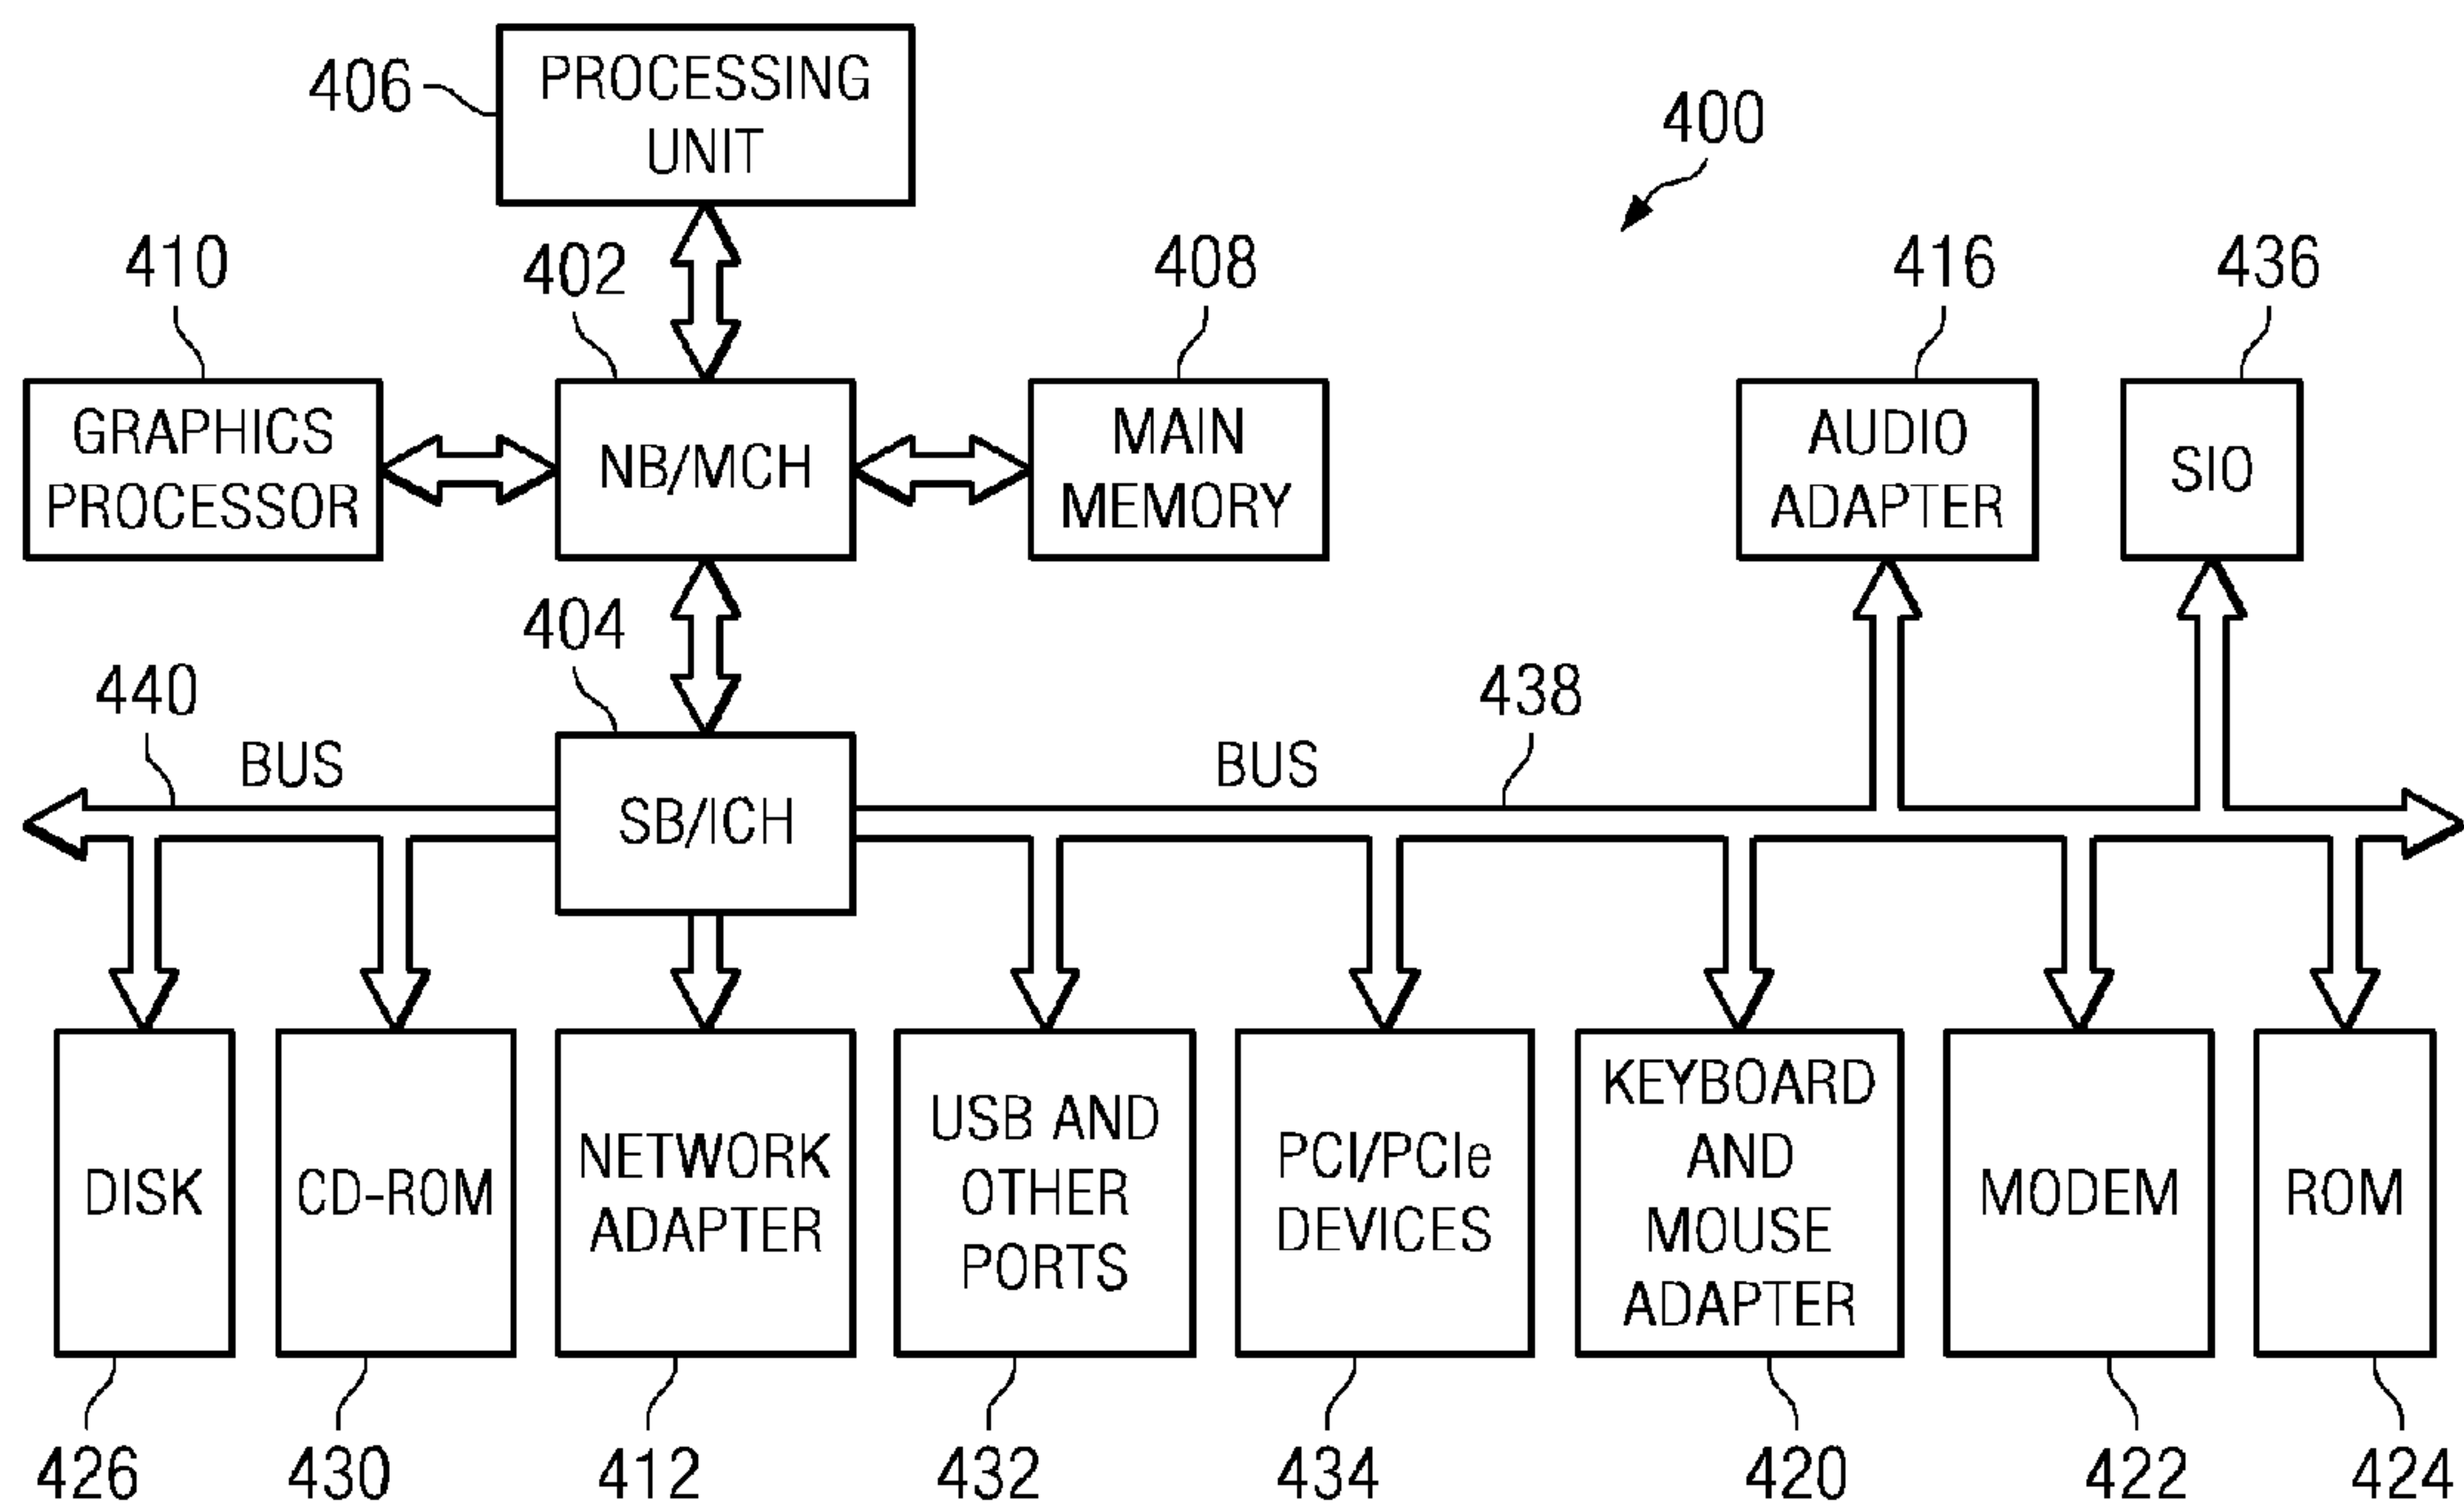 406
PROCESSING
UNIT
400
410
402
408
416
436
GRAPHICS
PROCESSOR
NB/MCH
MAIN
MEMORY
AUDIO
ADAPTER
SIO
404
440
BUS
SB/ICH
BUS
438
DISK
CD-ROM
NETWORK
ADAPTER
USB AND
OTHER
PORTS
PCI/PCIe
DEVICES
KEYBOARD
AND
MOUSE
ADAPTER
MODEM
ROM
426
430
412
432
434
420
422
424